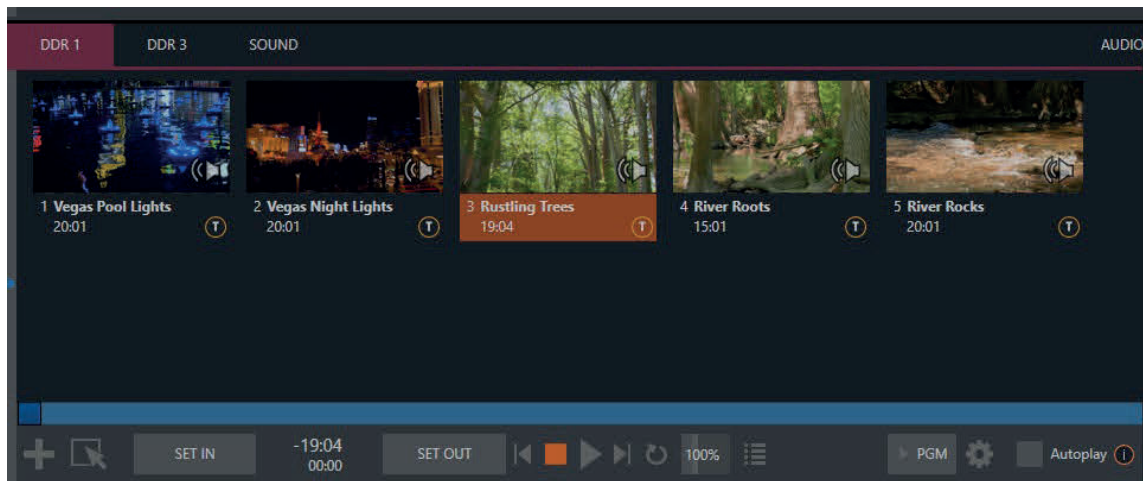 DDR 1 DDR 3 SOUND AUDIO
1 Vegas Pool Lights 2 Vegas Night Lights 3 Rustling Trees 4 River Roots 5 River Rocks
20:01 T 20:01 T 19:04 T 15:01 T 20:01 T
SET IN -19:04 SET OUT 100% PGM Autoplay i
00:00